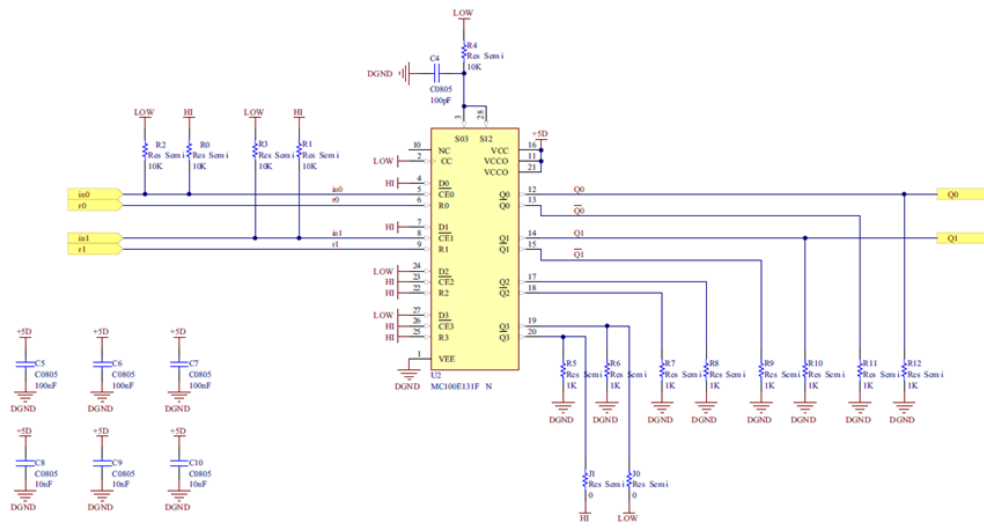 LOW
R4
Res Semi
10K
C4
DGND
C0805
100pF
LOW HI LOW HI
R2 R0 R3 R1
Res Semi Res Semi Res Semi Res Semi
10K 10K 10K 10K
3 28
S03 S12
+5D
10 NC VCC 16
LOW 2 CC VCCO 11
VCCO 21
HI 4 D0
in0 in0 5 CE0 Q0 12 Q0 Q0
r0 r0 6 R0 Q0 13 Q0
HI 7 D1
in1 in1 8 CE1 Q1 14 Q1 Q1
r1 r1 9 R1 Q1 15 Q1
LOW 24 D2
HI 23 CE2 Q2 17
HI 22 R2 Q2 18
LOW 27 D3
HI 26 CE3 Q3 19
HI 25 R3 Q3 20
1 VEE
DGND
U2
MC100E131F N
R5 R6 R7 R8 R9 R10 R11 R12
Res Semi Res Semi Res Semi Res Semi Res Semi Res Semi Res Semi Res Semi
1K 1K 1K 1K 1K 1K 1K 1K
DGND DGND DGND DGND DGND DGND DGND DGND
+5D +5D +5D
C5 C6 C7
C0805 C0805 C0805
100nF 100nF 100nF
DGND DGND DGND
+5D +5D +5D
C8 C9 C10
C0805 C0805 C0805
10nF 10nF 10nF
DGND DGND DGND
J1 J0
Res Semi Res Semi
0 0
HI LOW